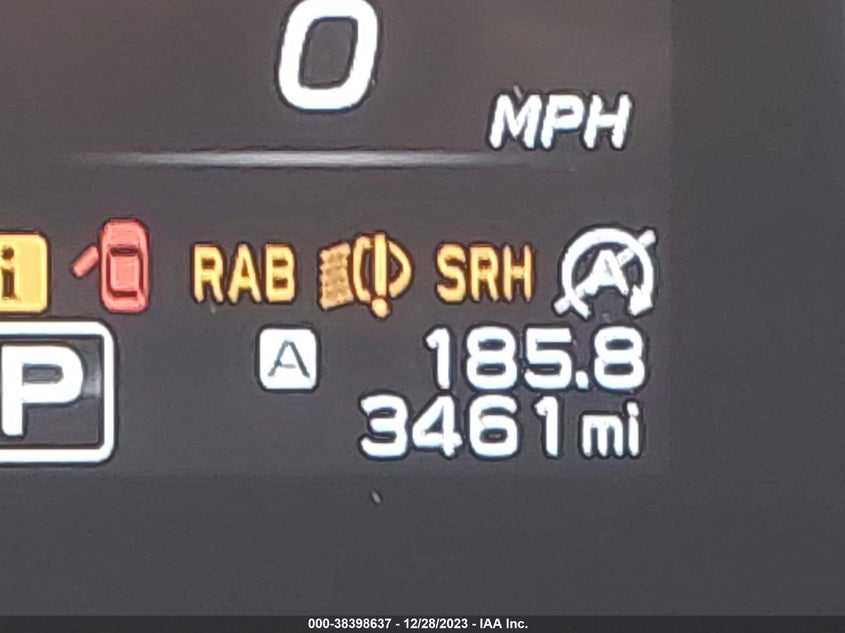 0
MPH
i RAB SRH A
A 185.8
P 3461 mi
000-38398637 - 12/28/2023 - IAA Inc.